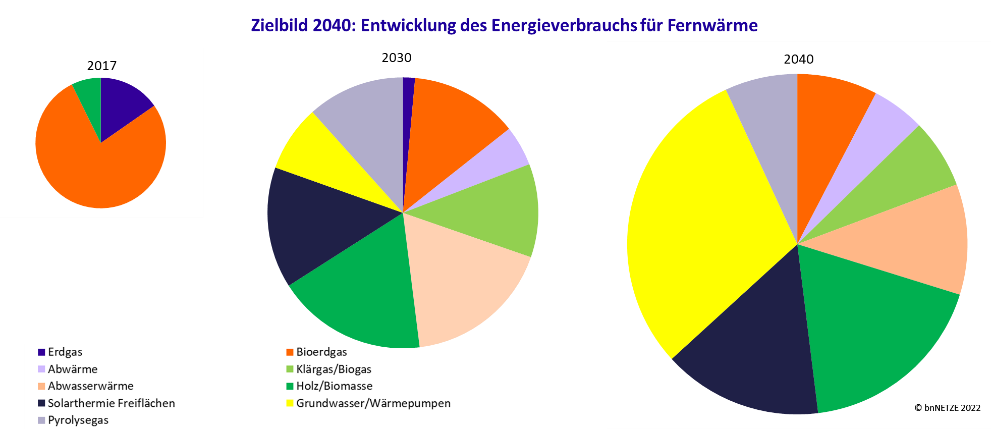 Zielbild 2040: Entwicklung des Energieverbrauchs für Fernwärme
2017
2030
2040
Erdgas
Bioerdgas
Abwärme
Klärgas/Biogas
Abwasserwärme
Holz/Biomasse
Solarthermie Freiflächen
Grundwasser/Wärmepumpen
Pyrolysegas
© bnNETZE 2022